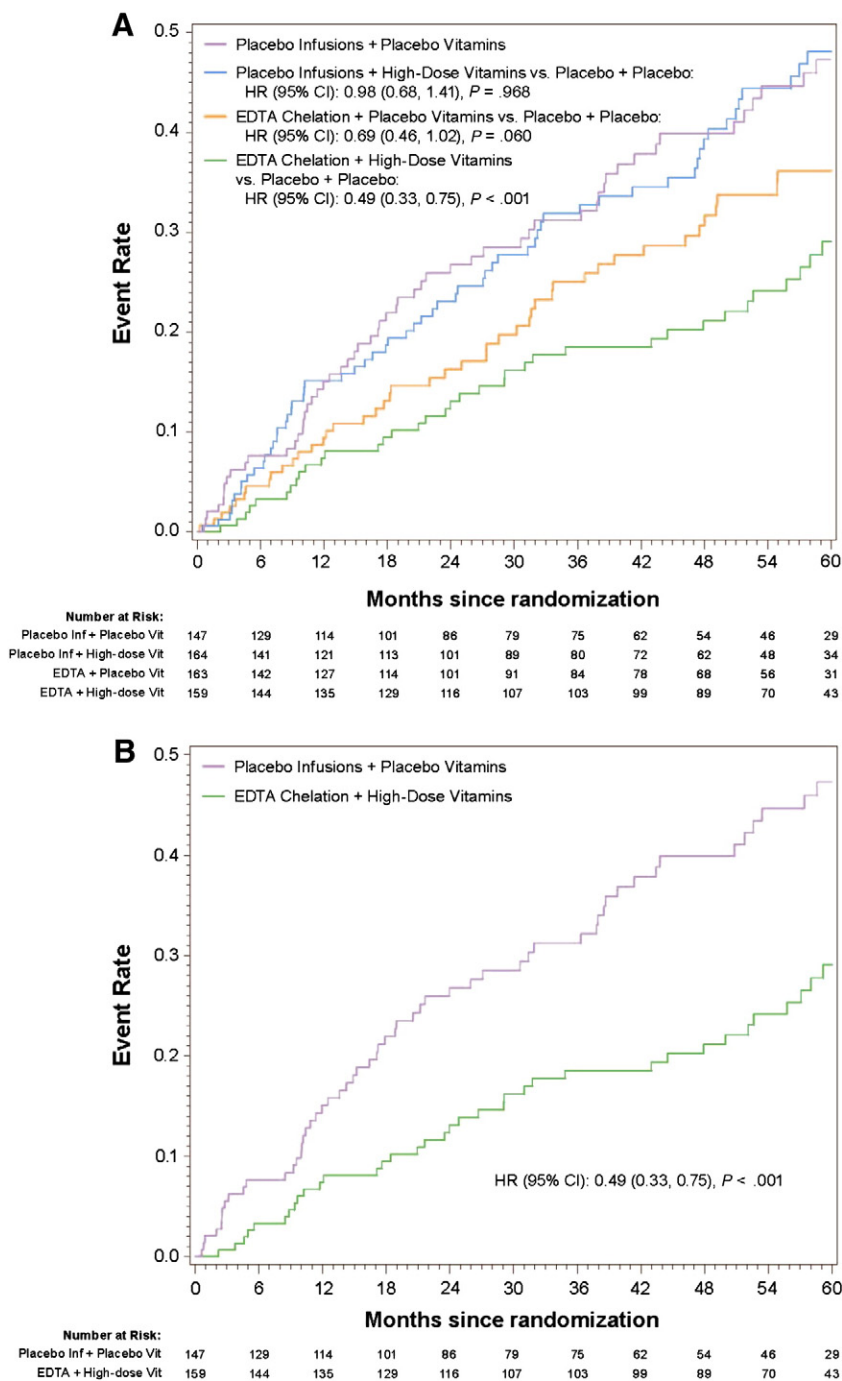 A
0.5
Placebo Infusions + Placebo Vitamins
Placebo Infusions + High-Dose Vitamins vs. Placebo + Placebo:
HR (95% CI): 0.98 (0.68, 1.41), P = .968
EDTA Chelation + Placebo Vitamins vs. Placebo + Placebo:
HR (95% CI): 0.69 (0.46, 1.02), P = .060
EDTA Chelation + High-Dose Vitamins
vs. Placebo + Placebo:
HR (95% CI): 0.49 (0.33, 0.75), P < .001
0.4
0.3
0.2
0.1
0.0
Event Rate
0 6 12 18 24 30 36 42 48 54 60
Months since randomization
Number at Risk:
Placebo Inf + Placebo Vit 147 129 114 101 86 79 75 62 54 46 29
Placebo Inf + High-dose Vit 164 141 121 113 101 89 80 72 62 48 34
EDTA + Placebo Vit 163 142 127 114 101 91 84 78 68 56 31
EDTA + High-dose Vit 159 144 135 129 116 107 103 99 89 70 43
B
0.5
Placebo Infusions + Placebo Vitamins
EDTA Chelation + High-Dose Vitamins
0.4
0.3
0.2
0.1
0.0
Event Rate
HR (95% CI): 0.49 (0.33, 0.75), P < .001
0 6 12 18 24 30 36 42 48 54 60
Months since randomization
Number at Risk:
Placebo Inf + Placebo Vit 147 129 114 101 86 79 75 62 54 46 29
EDTA + High-dose Vit 159 144 135 129 116 107 103 99 89 70 43